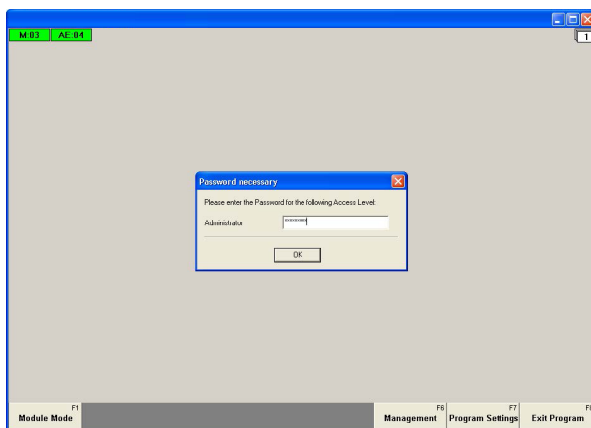 M:03 AE:04
1
Password necessary
Please enter the Password for the following Access Level:
Administrator
OK
F1
Module Mode
F6
Management
F7
Program Settings
Exit Program